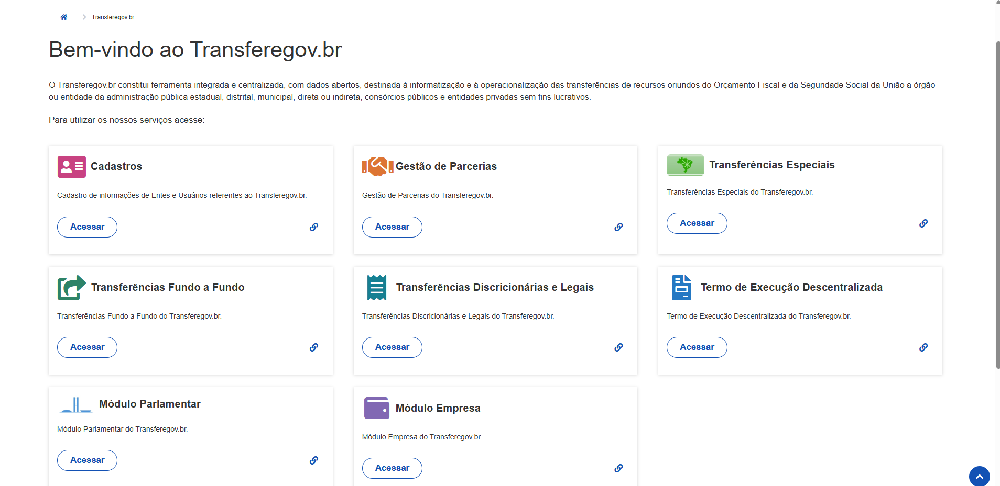 Transferegov.br
Bem-vindo ao Transferegov.br
O Transferegov.br constitui ferramenta integrada e centralizada, com dados abertos, destinada à informatização e à operacionalização das transferências de recursos oriundos do Orçamento Fiscal e da Seguridade Social da União a órgão
ou entidade da administração pública estadual, distrital, municipal, direta ou indireta, consórcios públicos e entidades privadas sem fins lucrativos.
Para utilizar os nossos serviços acesse:
Cadastros
Cadastro de informações de Entes e Usuários referentes ao Transferegov.br.
Acessar
Gestão de Parcerias
Gestão de Parcerias do Transferegov.br.
Acessar
Transferências Especiais
Transferências Especiais do Transferegov.br.
Acessar
Transferências Fundo a Fundo
Transferências Fundo a Fundo do Transferegov.br.
Acessar
Transferências Discricionárias e Legais
Transferências Discricionárias e Legais do Transferegov.br.
Acessar
Termo de Execução Descentralizada
Termo de Execução Descentralizada do Transferegov.br.
Acessar
Módulo Parlamentar
Módulo Parlamentar do Transferegov.br.
Acessar
Módulo Empresa
Módulo Empresa do Transferegov.br.
Acessar